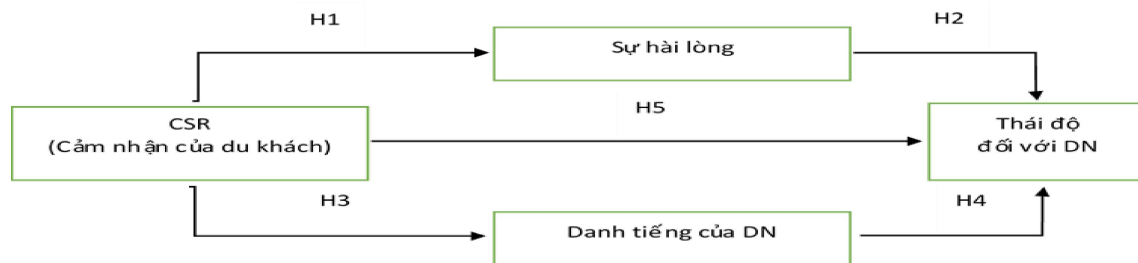 H1
H2
Sự hài lòng
H5
CSR
(Cảm nhận của du khách)
Thái độ
đối với DN
H3
H4
Danh tiếng của DN